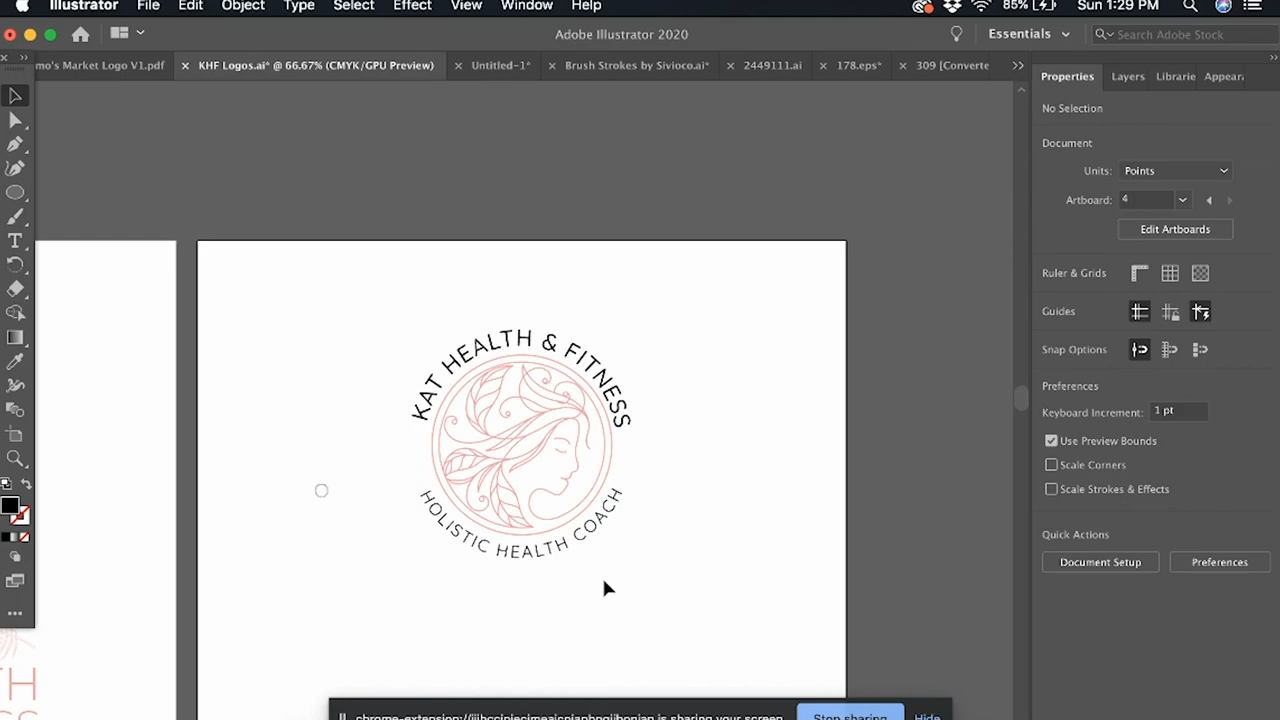 Illustrator File Edit Object Type Select Effect View Window Help 85% Sun 1:29 PM
Adobe Illustrator 2020
Essentials
Search Adobe Stock
mo's Market Logo V1.pdf
KHF Logos.ai* @ 66.67% (CMYK/GPU Preview)
Untitled-1*
Brush Strokes by Sivioco.ai*
2449111.ai
178.eps*
309 [Converte
Properties Layers Librarie Appear
No Selection
Document
Units: Points
Artboard: 4
Edit Artboards
Ruler & Grids
Guides
Snap Options
Preferences
Keyboard Increment: 1 pt
Use Preview Bounds
Scale Corners
Scale Strokes & Effects
Quick Actions
Document Setup Preferences
KAT HEALTH & FITNESS
HOLISTIC HEALTH COACH
TH
is sharing your screen.
Stop sharing
Hide